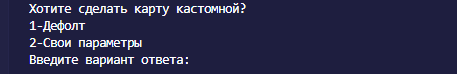 Хотите сделать карту кастомной?
1-Дефолт
2-Свои параметры
Введите вариант ответа: